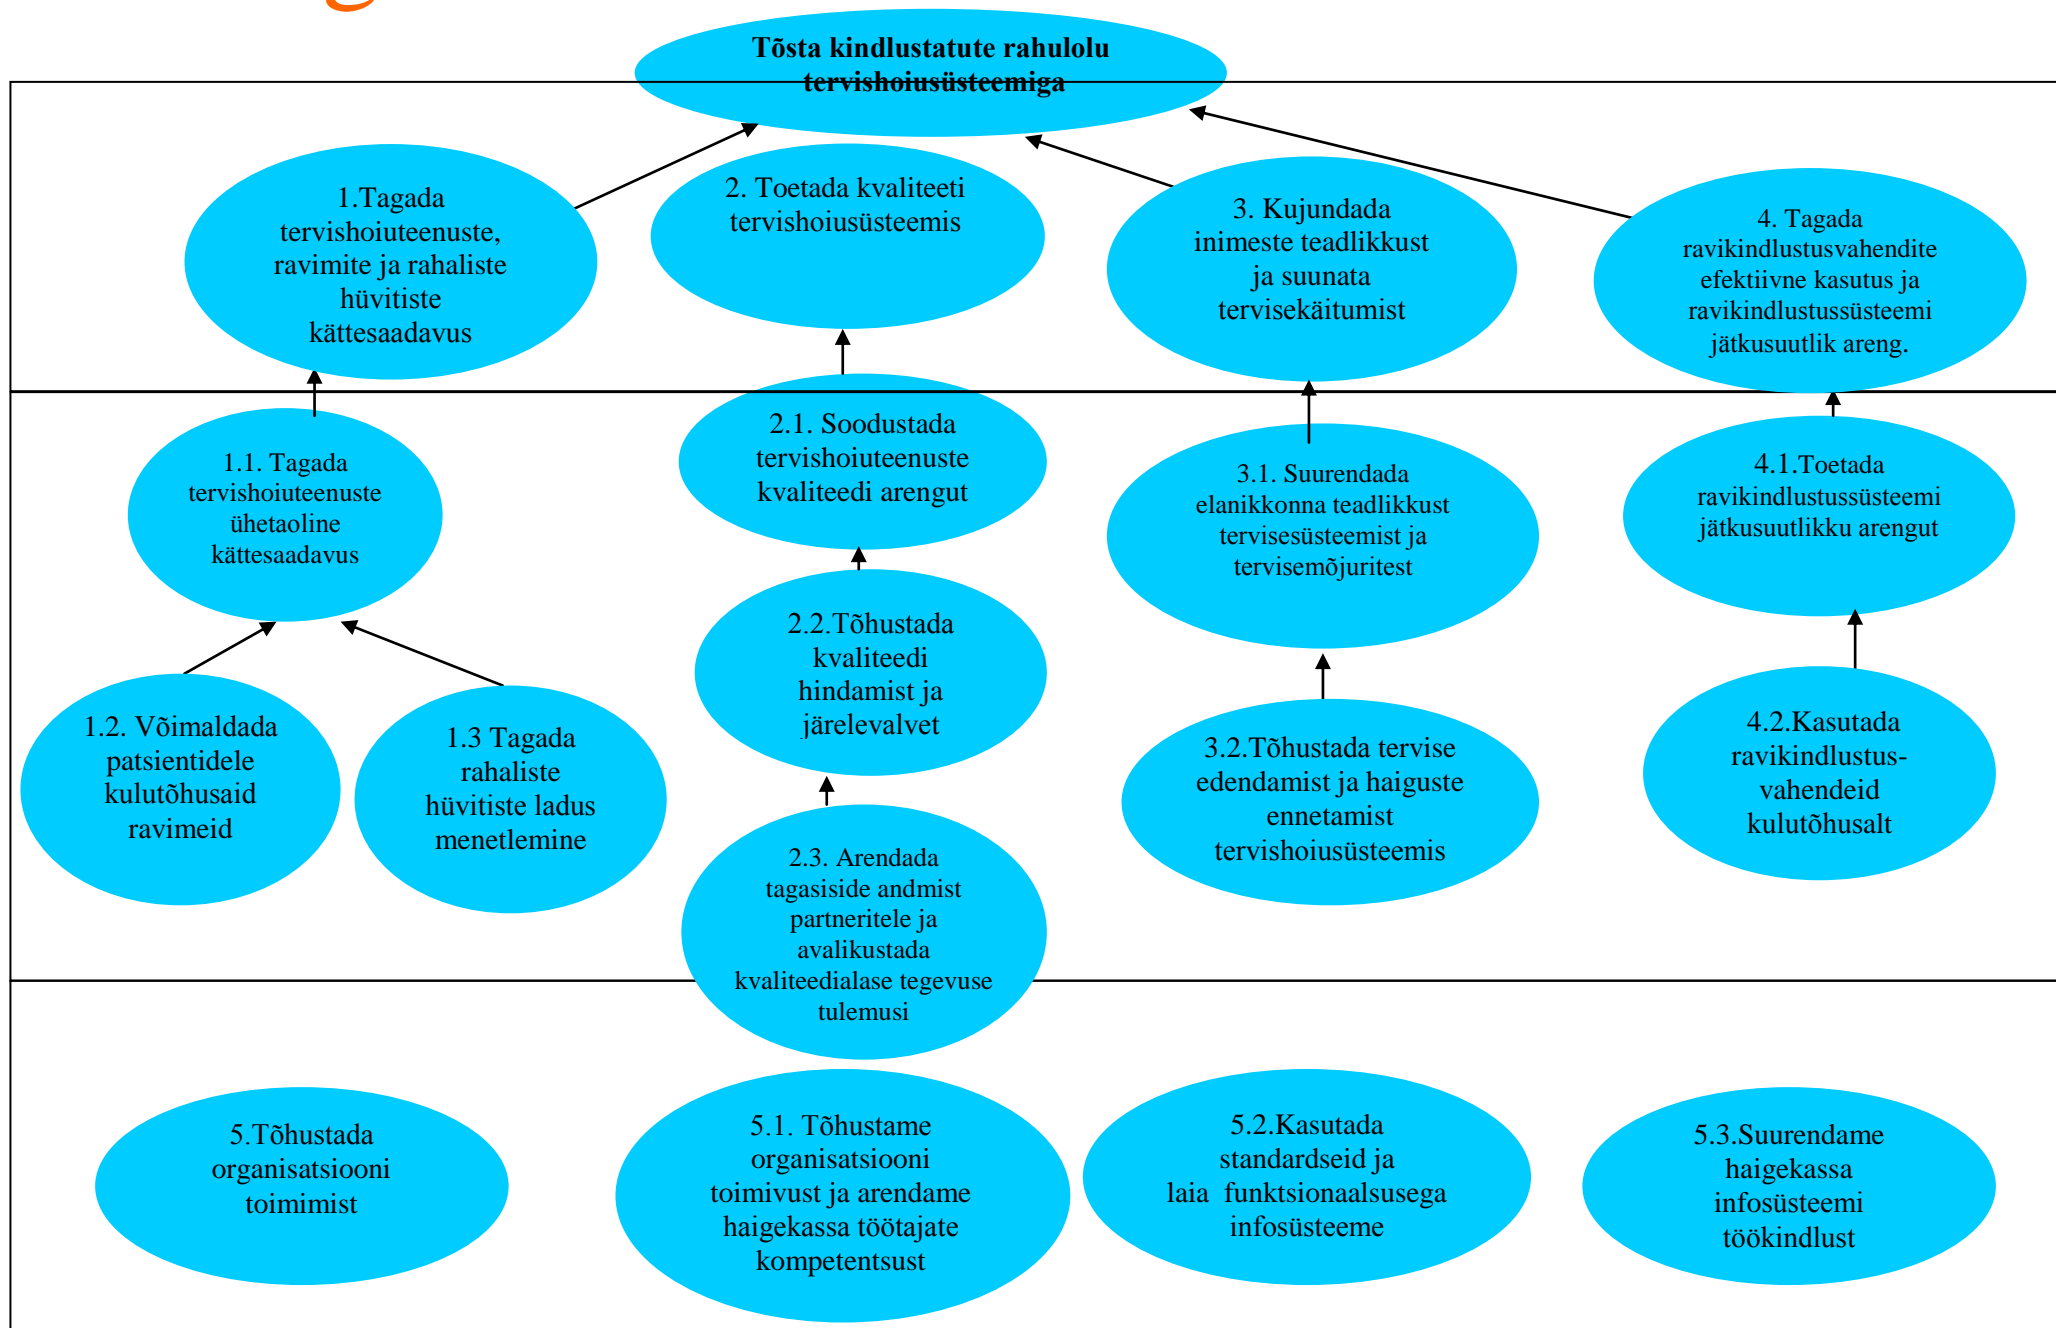 Tõsta kindlustatute rahulolu
tervishoiusüsteemiga
1.Tagada
tervishoiuteenuste,
ravimite ja rahaliste
hüvitiste
kättesaadavus
2. Toetada kvaliteeti
tervishoiusüsteemis
3. Kujundada
inimeste teadlikkust
ja suunata
tervisekäitumist
4. Tagada
ravikindlustusvahendite
efektiivne kasutus ja
ravikindlustussüsteemi
jätkusuutlik areng.
1.1. Tagada
tervishoiuteenuste
ühetaoline
kättesaadavus
2.1. Soodustada
tervishoiuteenuste
kvaliteedi arengut
3.1. Suurendada
elanikkonna teadlikkust
tervisesüsteemist ja
tervisemõjuritest
4.1.Toetada
ravikindlustussüsteemi
jätkusuutlikku arengut
1.2. Võimaldada
patsientidele
kulutõhusaid
ravimeid
1.3 Tagada
rahaliste
hüvitiste ladus
menetlemine
2.2.Tõhustada
kvaliteedi
hindamist ja
järelevalvet
3.2.Tõhustada tervise
edendamist ja haiguste
ennetamist
tervishoiusüsteemis
4.2.Kasutada
ravikindlustus-
vahendeid
kulutõhusalt
2.3. Arendada
tagasiside andmist
partneritele ja
avalikustada
kvaliteedialase tegevuse
tulemusi
5.Tõhustada
organisatsiooni
toimimist
5.1. Tõhustame
organisatsiooni
toimivust ja arendame
haigekassa töötajate
kompetentsust
5.2.Kasutada
standardseid ja
laia funktsionaalsusega
infosüsteeme
5.3.Suurendame
haigekassa
infosüsteemi
töökindlust